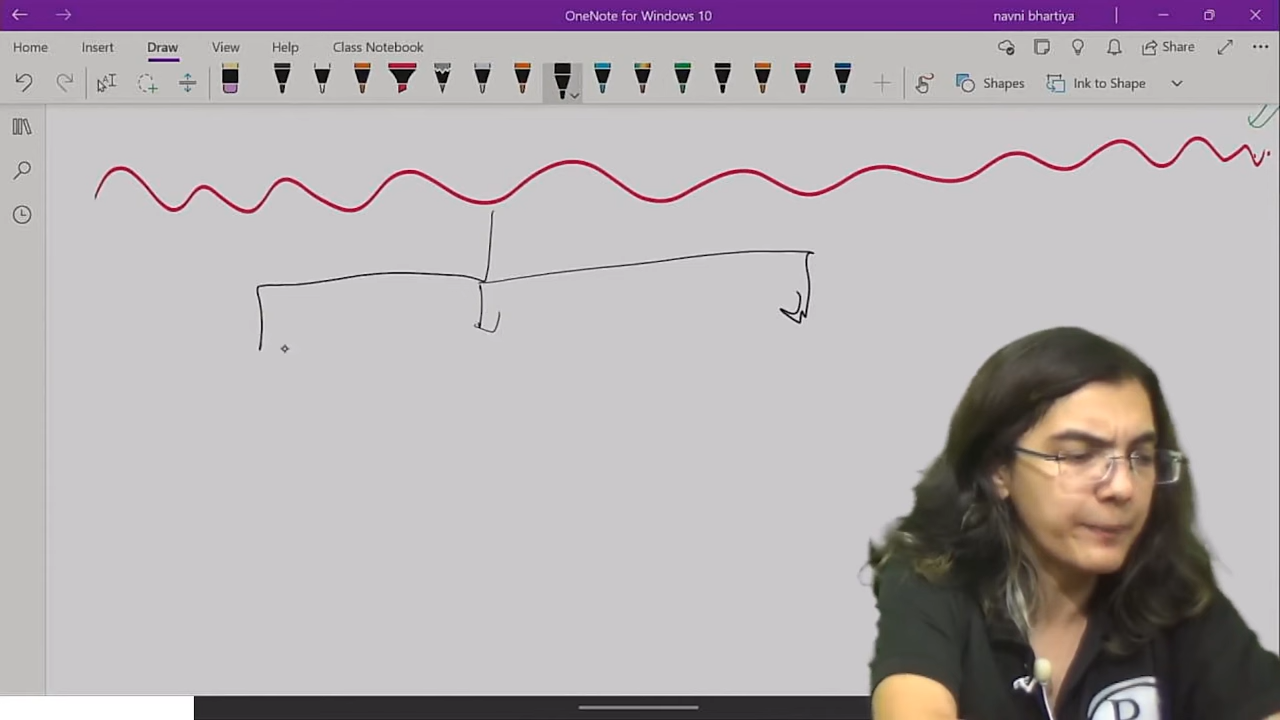 OneNote for Windows 10
navni bhartiya
Home Insert Draw View Help Class Notebook
Share
Shapes
Ink to Shape